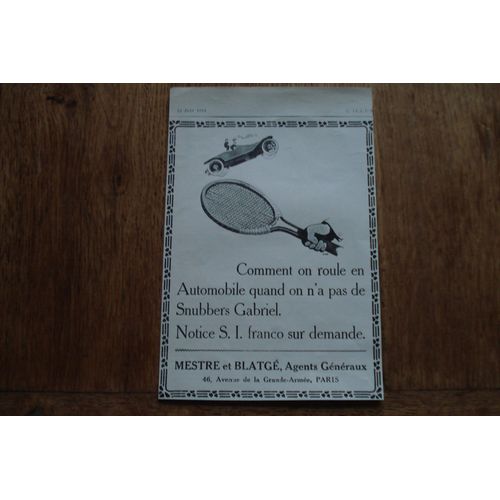 Comment on roule en
Automobile quand on n'a pas de
Snubbers Gabriel.
Notice S. I. franco sur demande.
MESTRE et BLATGÉ, Agents Généraux
46, Avenue de la Grande-Armée, PARIS